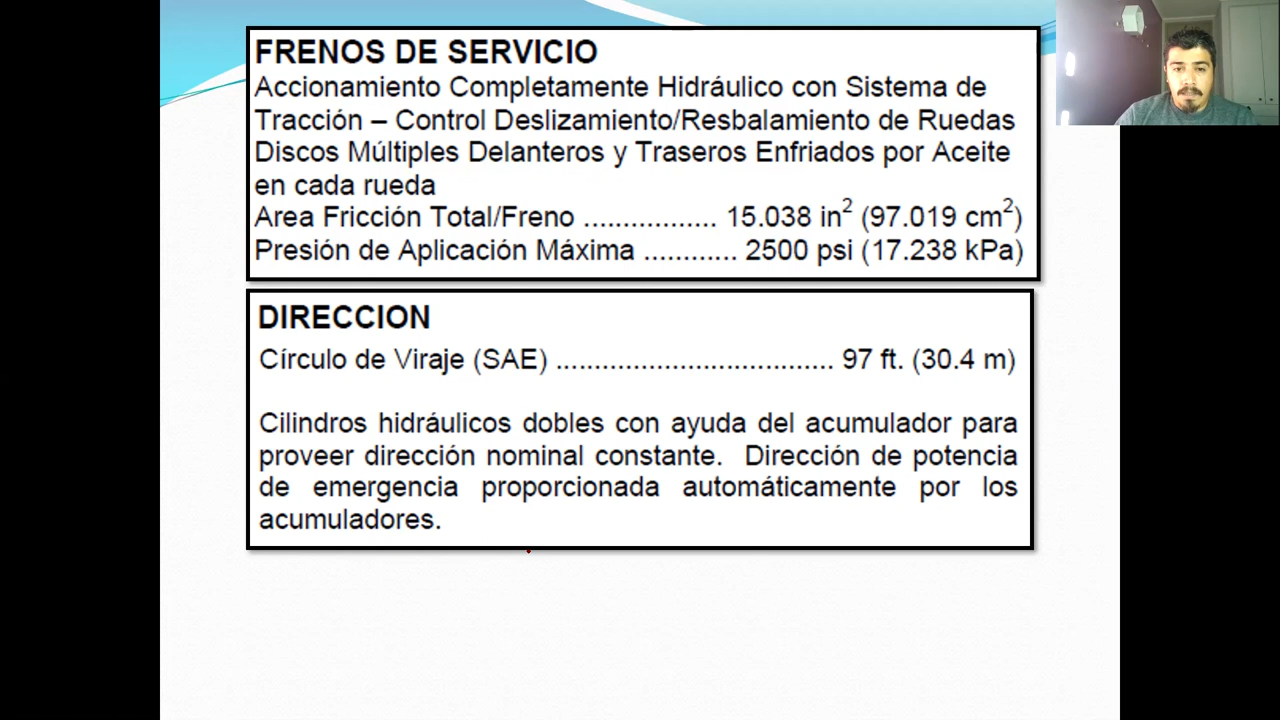 FRENOS DE SERVICIO
Accionamiento Completamente Hidráulico con Sistema de
Tracción – Control Deslizamiento/Resbalamiento de Ruedas
Discos Múltiples Delanteros y Traseros Enfriados por Aceite
en cada rueda
Area Fricción Total/Freno ................. 15.038 in² (97.019 cm²)
Presión de Aplicación Máxima ............ 2500 psi (17.238 kPa)
DIRECCION
Círculo de Viraje (SAE) .................................... 97 ft. (30.4 m)
Cilindros hidráulicos dobles con ayuda del acumulador para
proveer dirección nominal constante. Dirección de potencia
de emergencia proporcionada automáticamente por los
acumuladores.